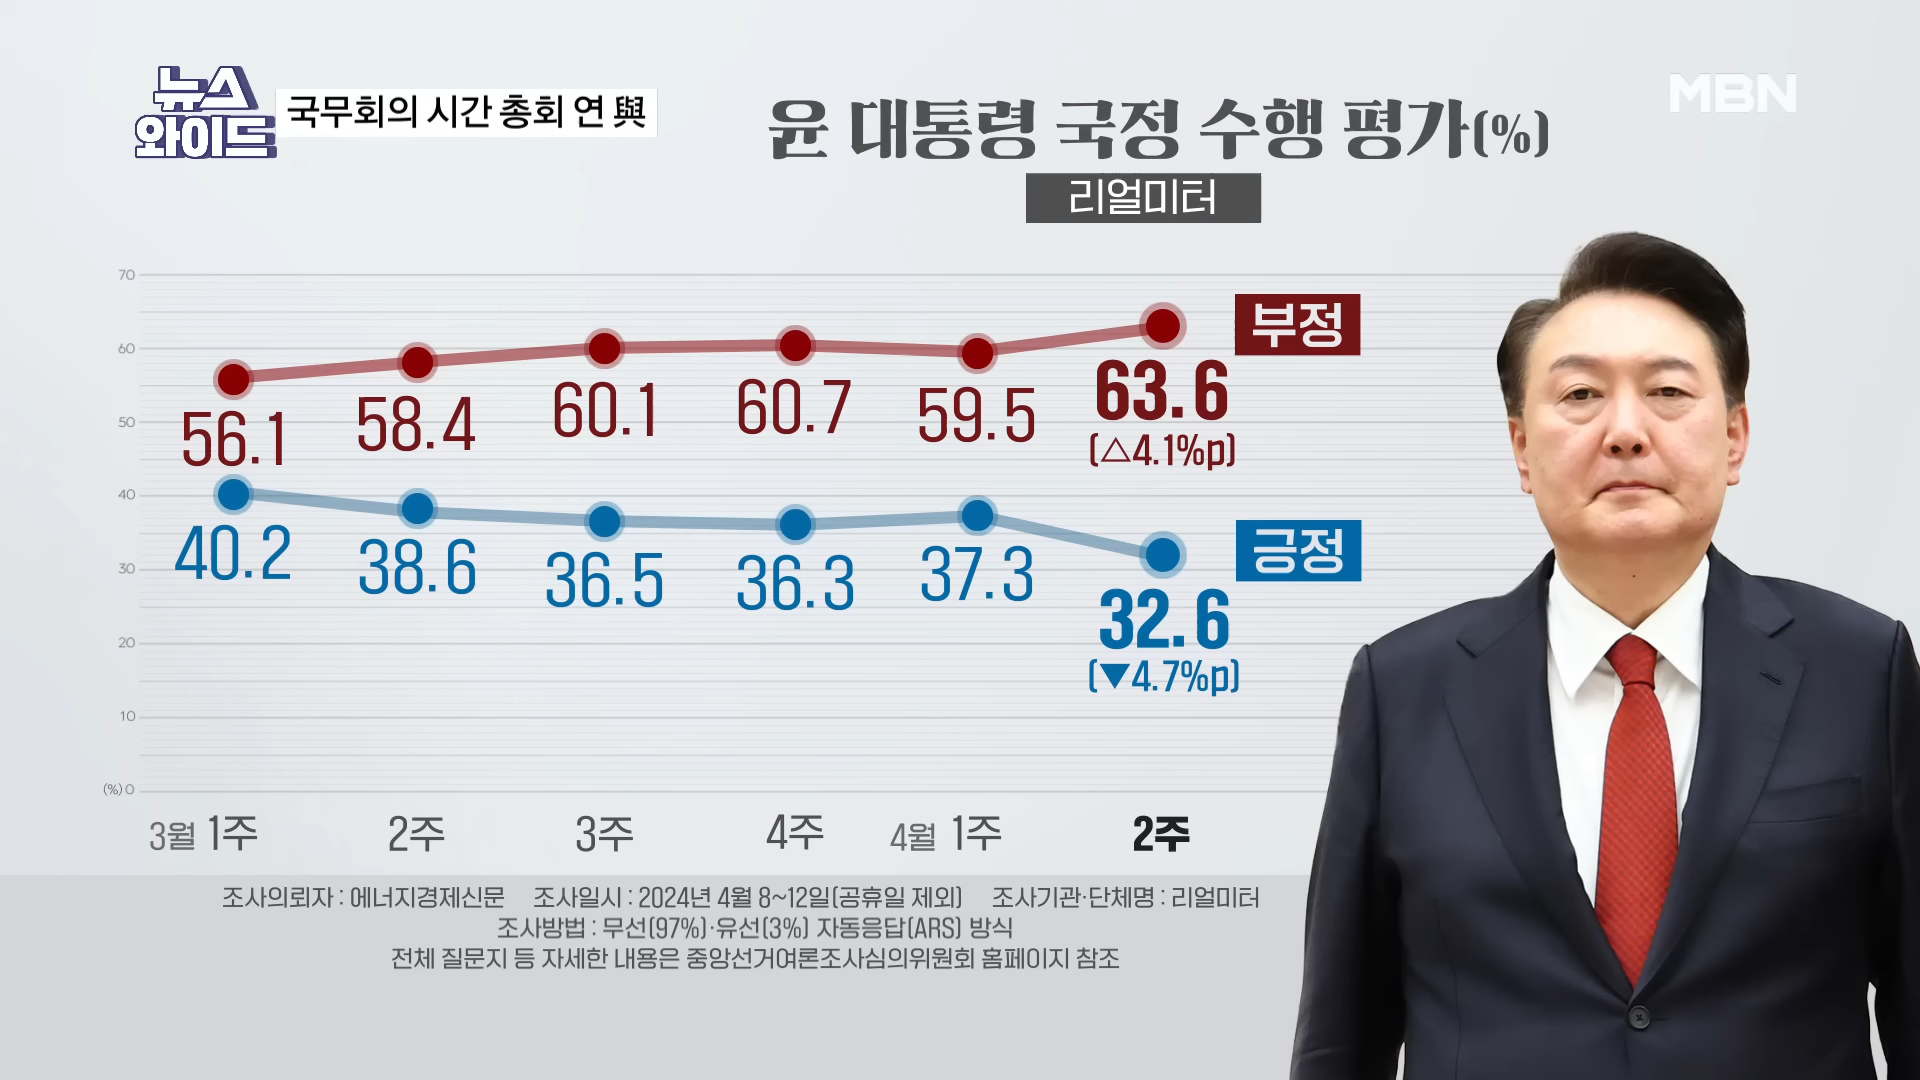 뉴스
와이드
국무회의 시간 총회 연 與
MBN
윤 대통령 국정 수행 평가(%)
리얼미터
70
60
50
40
30
20
10
(%) 0
부정
56.1
58.4
60.1
60.7
59.5
63.6
(△4.1%p)
긍정
40.2
38.6
36.5
36.3
37.3
32.6
(▼4.7%p)
3월 1주
2주
3주
4주
4월 1주
2주
조사의뢰자 : 에너지경제신문 조사일시 : 2024년 4월 8~12일(공휴일 제외) 조사기관·단체명 : 리얼미터
조사방법 : 무선(97%)·유선(3%) 자동응답(ARS) 방식
전체 질문지 등 자세한 내용은 중앙선거여론조사심의위원회 홈페이지 참조